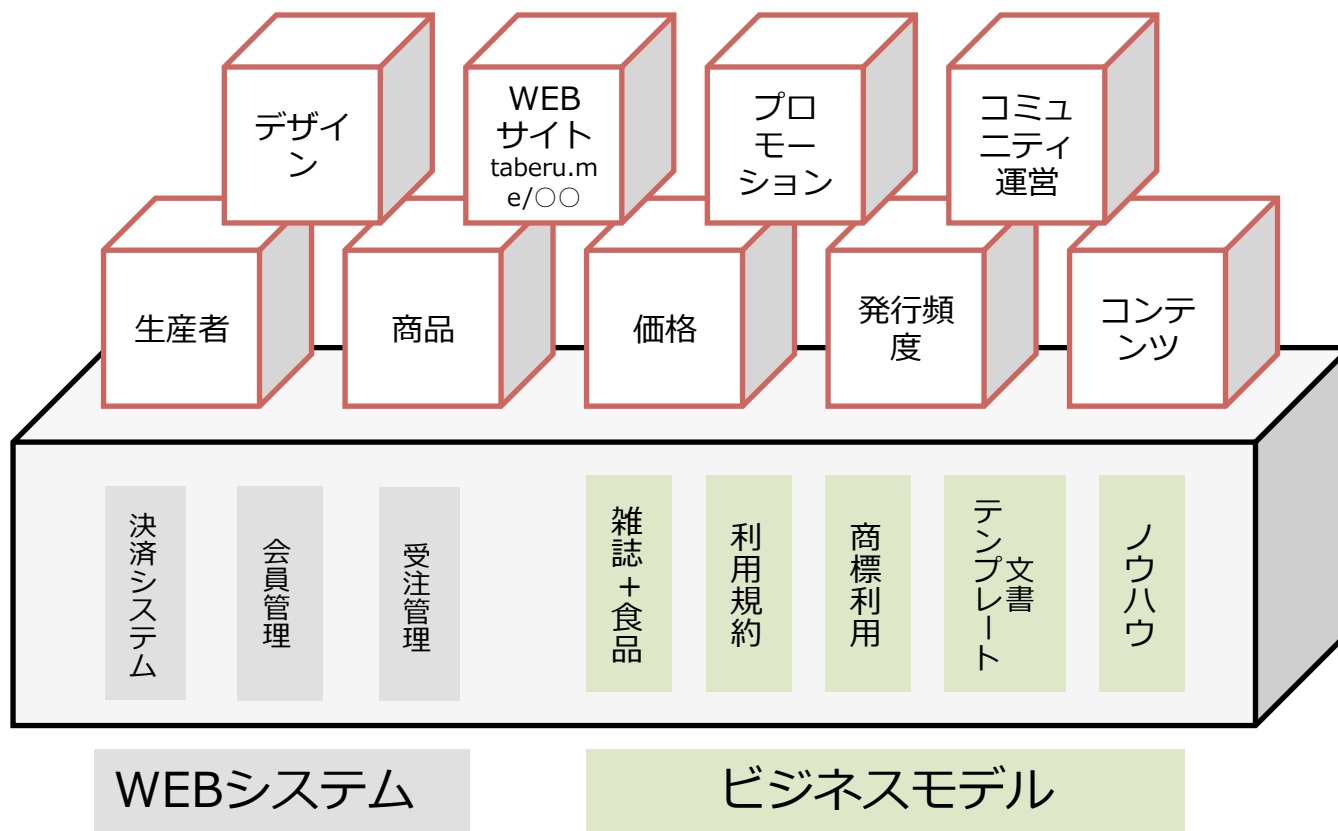 デザイ
ン
WEB
サイト
taberu.m
e/○○
プロ
モー
ション
コミュ
ニティ
運営
生産者
商品
価格
発行頻
度
コンテ
ンツ
決済システム
会員管理
受注管理
雑誌＋食品
利用規約
商標利用
文書
テンプレート
ノウハウ
WEBシステム
ビジネスモデル